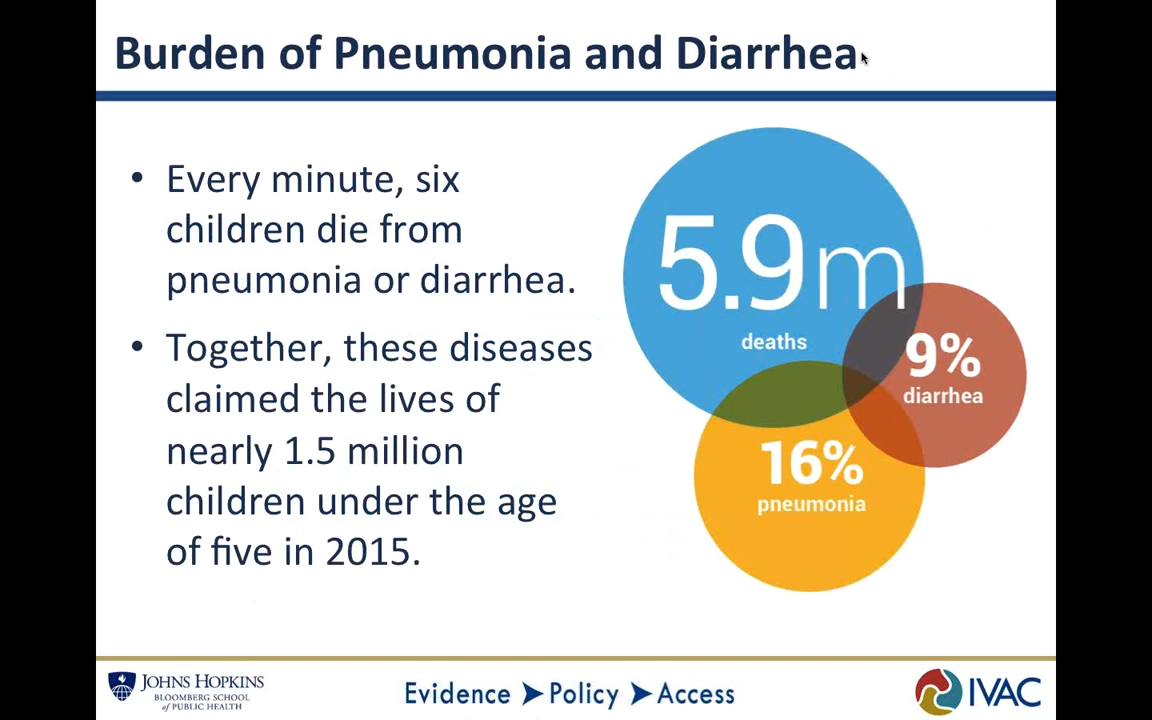 Burden of Pneumonia and Diarrhea
• Every minute, six
children die from
pneumonia or diarrhea.
• Together, these diseases
claimed the lives of
nearly 1.5 million
children under the age
of five in 2015.
5.9m
deaths
9%
diarrhea
16%
pneumonia
JOHNS HOPKINS
BLOOMBERG SCHOOL
of PUBLIC HEALTH
Evidence ➤ Policy ➤ Access
IVAC